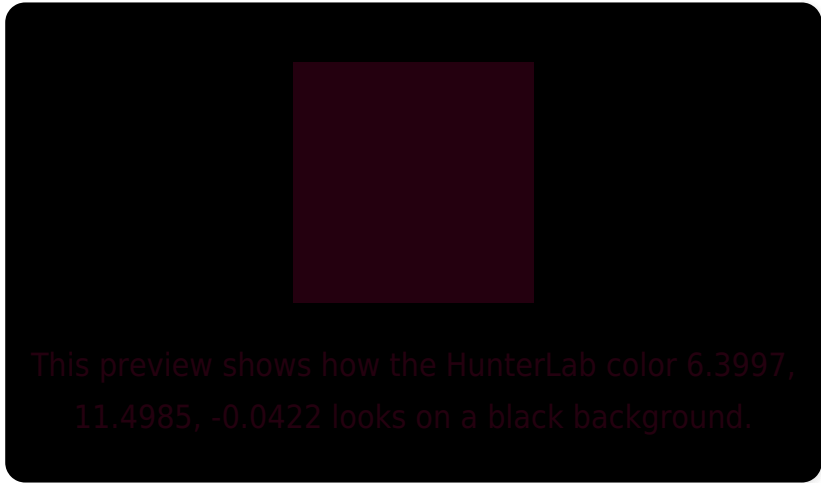 This preview shows how the HunterLab color 6.3997,
11.4985, -0.0422 looks on a black background.